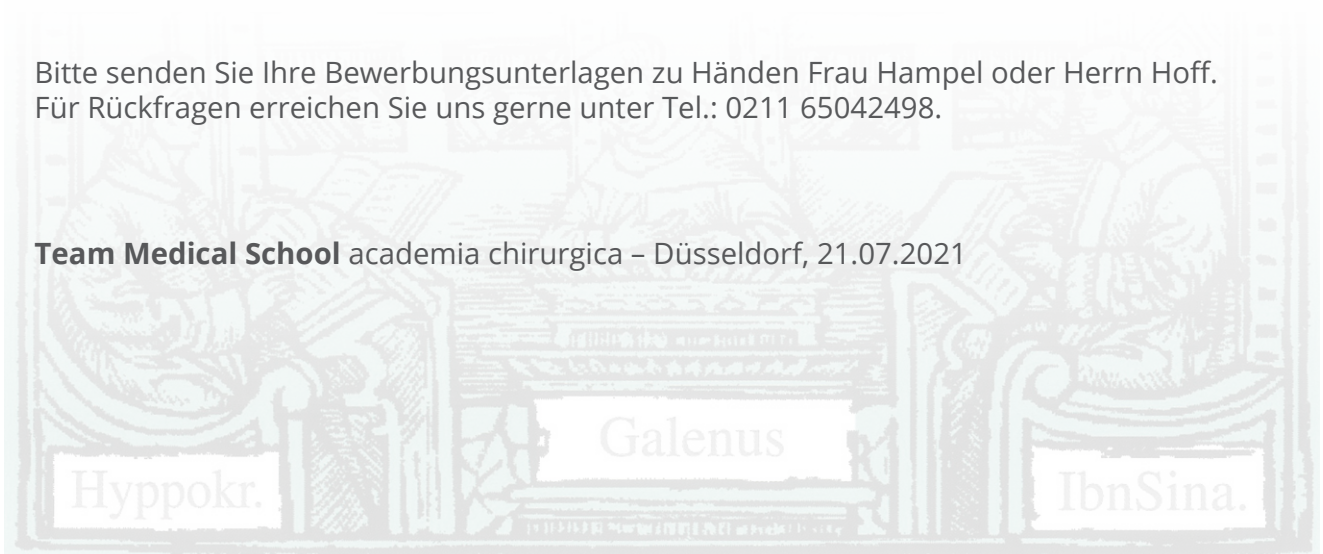 Bitte senden Sie Ihre Bewerbungsunterlagen zu Händen Frau Hampel oder Herrn Hoff.
Für Rückfragen erreichen Sie uns gerne unter Tel.: 0211 65042498.
Team Medical School academia chirurgica – Düsseldorf, 21.07.2021
Galenus
Hyppokr.
IbnSina.